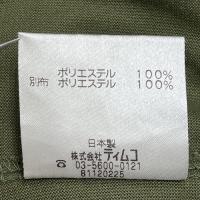 ポリエステル 100%
別布 ポリエステル 100%
日本製
株式会社ティムコ
☎ 03-5600-0121
81120225